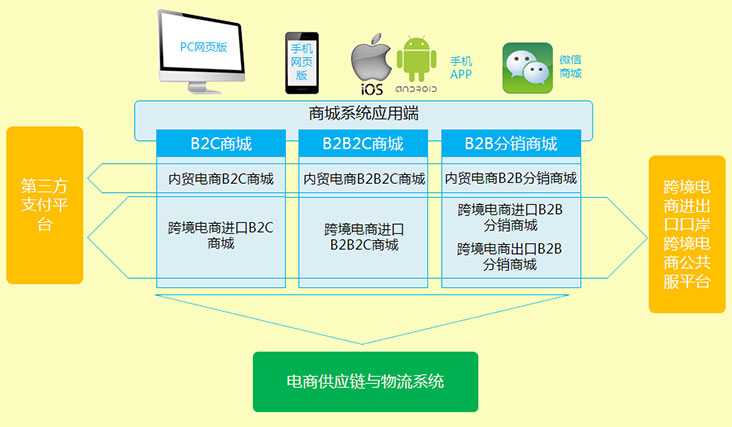 PC网页版
手机
网页
版
iOS
ANDROID
手机
APP
微信
商城
商城系统应用端
B2C商城
B2B2C商城
B2B分销商城
内贸电商B2C商城
内贸电商B2B2C商城
内贸电商B2B分销商城
跨境电商进口B2C
商城
跨境电商进口
B2B2C商城
跨境电商进口B2B
分销商城
跨境电商出口B2B
分销商城
第三方
支付平
台
跨境电
商进出
口口岸
跨境电
商公共
服平台
电商供应链与物流系统